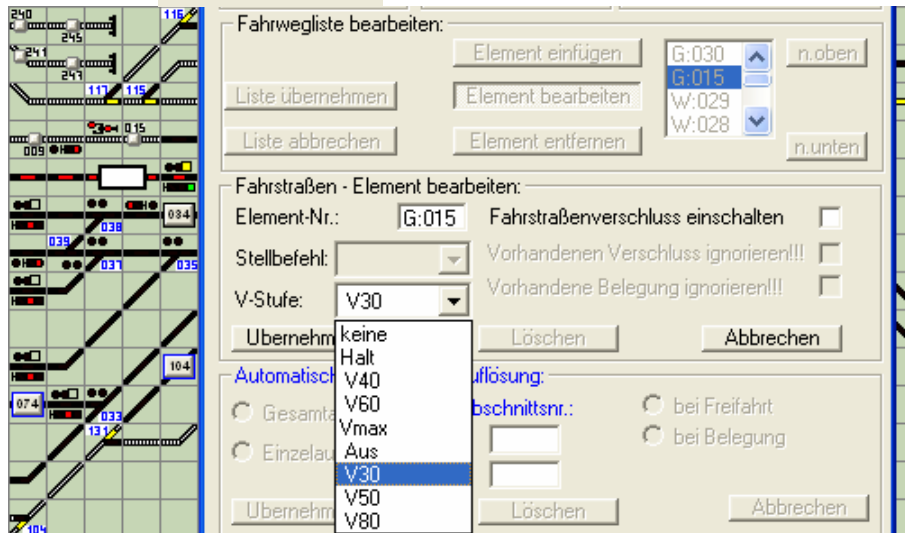 240
116
245
241
247
117 115
015
009
084
038
039
037
035
104
074
033
131
104
Fahrwegliste bearbeiten:
Element einfügen
G:030
n.oben
G:015
Liste übernehmen
Element bearbeiten
W:029
W:028
Liste abbrechen
Element entfernen
n.unten
Fahrstraßen - Element bearbeiten:
Element-Nr.: G:015 Fahrstraßenverschluss einschalten
Stellbefehl: Vorhandenen Verschluss ignorieren!!!
V-Stufe: V30 Vorhandene Belegung ignorieren!!!
Übernehm Löschen Abbrechen
keine
Halt
V40
V60
Vmax
Aus
V30
V50
V80
Automatisch uflösung:
Gesamta bschnittsnr.: bei Freifahrt
Einzelau bei Belegung
Übernehm Löschen Abbrechen